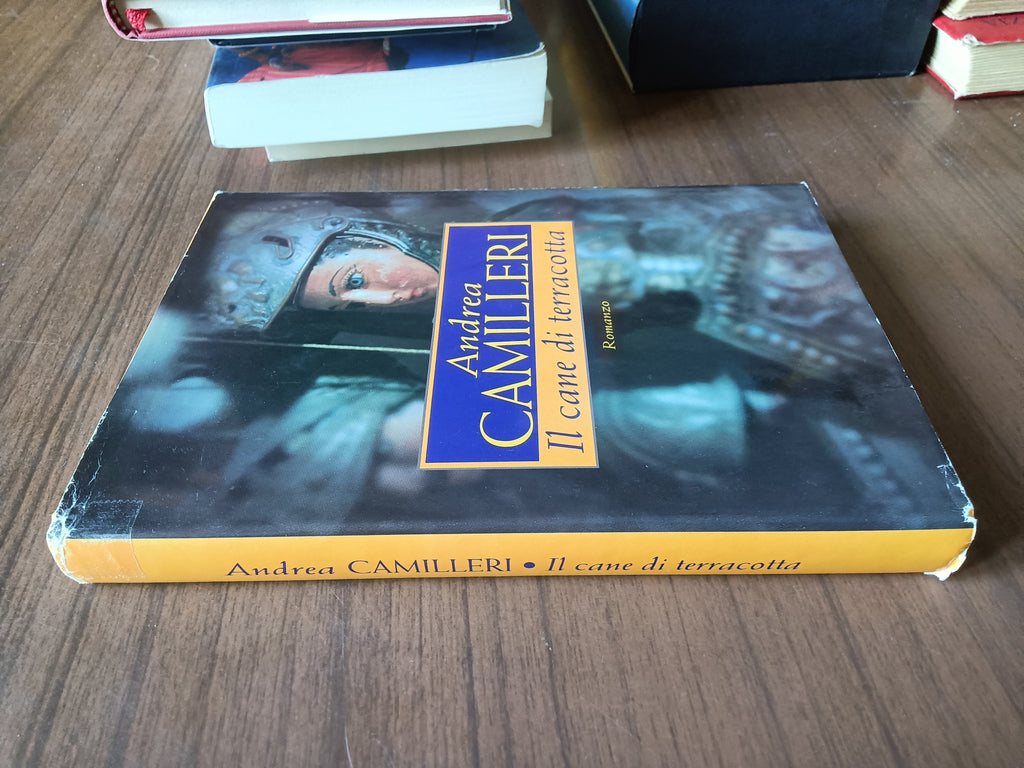 Andrea
CAMILLERI
Il cane di terracotta
Romanzo
Andrea CAMILLERI • Il cane di terracotta